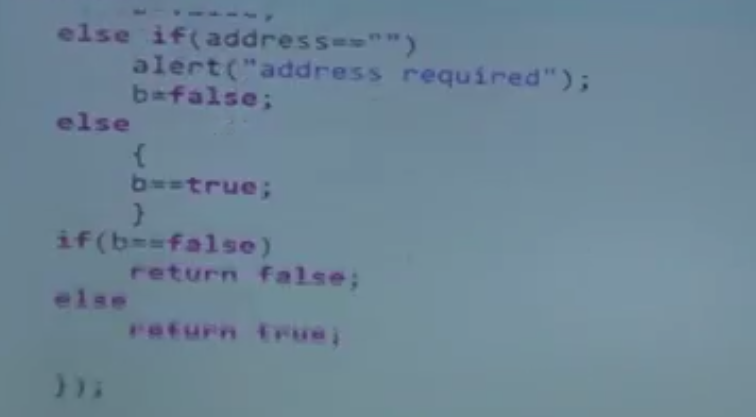 else if(address=="")
alert("address required");
b=false;
else
{
b==true;
}
if(b==false)
return false;
else
return true;
});